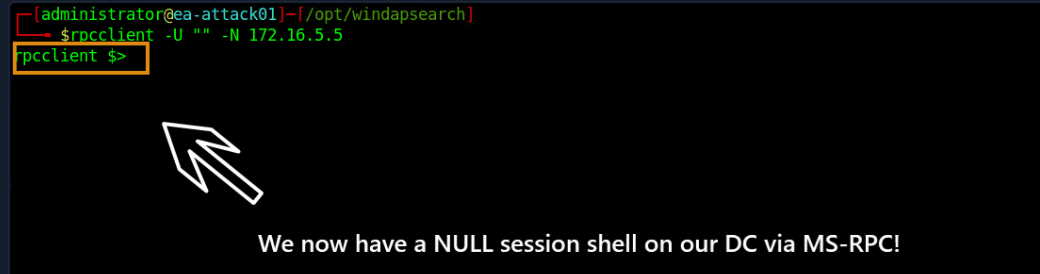 ┌─[administrator@ea-attack01]─[/opt/windapsearch]
└──╼ $rpcclient -U "" -N 172.16.5.5
rpcclient $>
We now have a NULL session shell on our DC via MS-RPC!